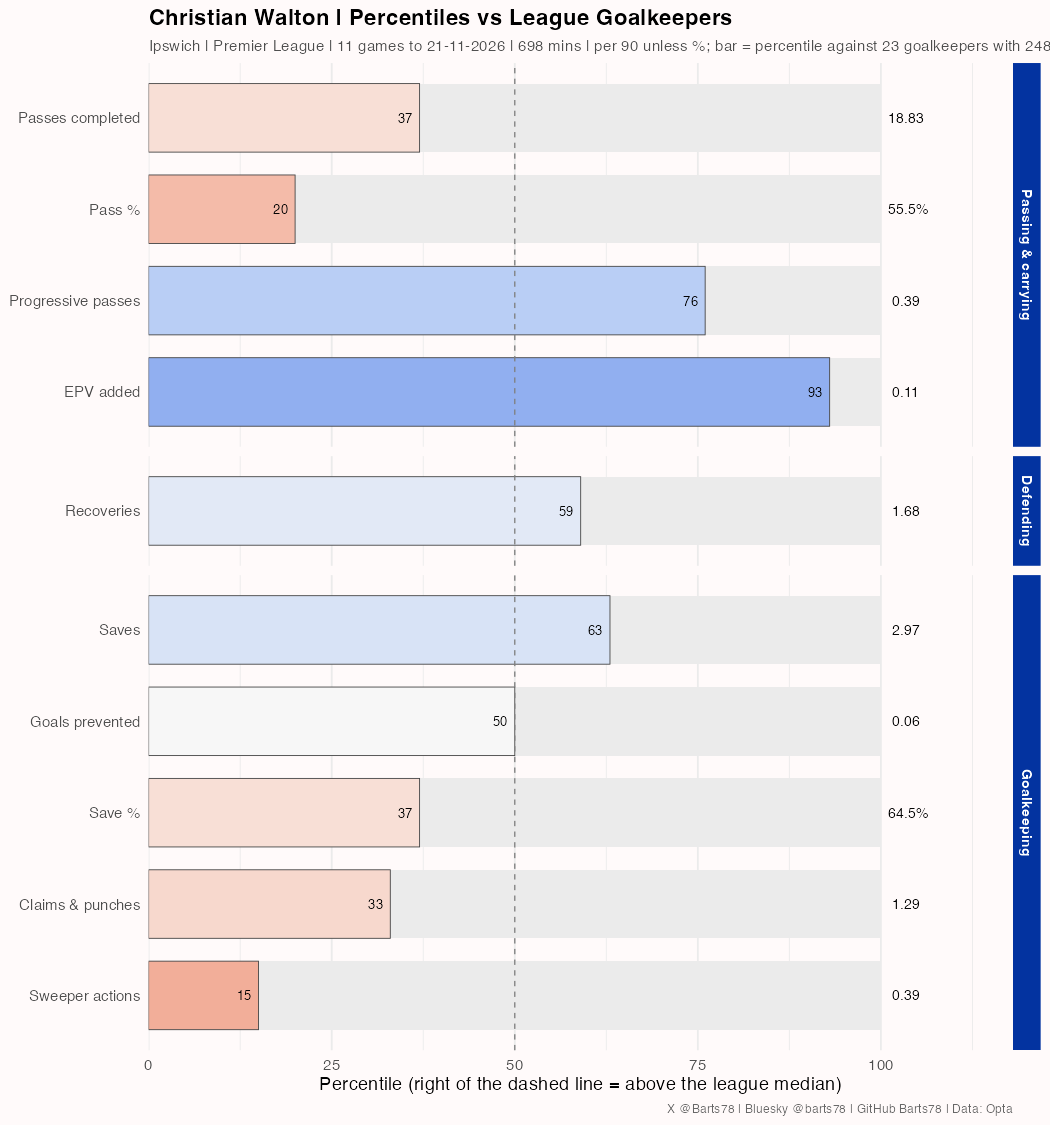 Christian Walton | Percentiles vs League Goalkeepers
Ipswich | Premier League | 11 games to 21-11-2026 | 698 mins | per 90 unless %; bar = percentile against 23 goalkeepers with 248
Passes completed 37 18.83
Pass % 20 55.5%
Progressive passes 76 0.39
EPV added 93 0.11
Passing & carrying
Recoveries 59 1.68
Defending
Saves 63 2.97
Goals prevented 50 0.06
Save % 37 64.5%
Claims & punches 33 1.29
Sweeper actions 15 0.39
Goalkeeping
0 25 50 75 100
Percentile (right of the dashed line = above the league median)
X @Barts78 | Bluesky @barts78 | GitHub Barts78 | Data: Opta